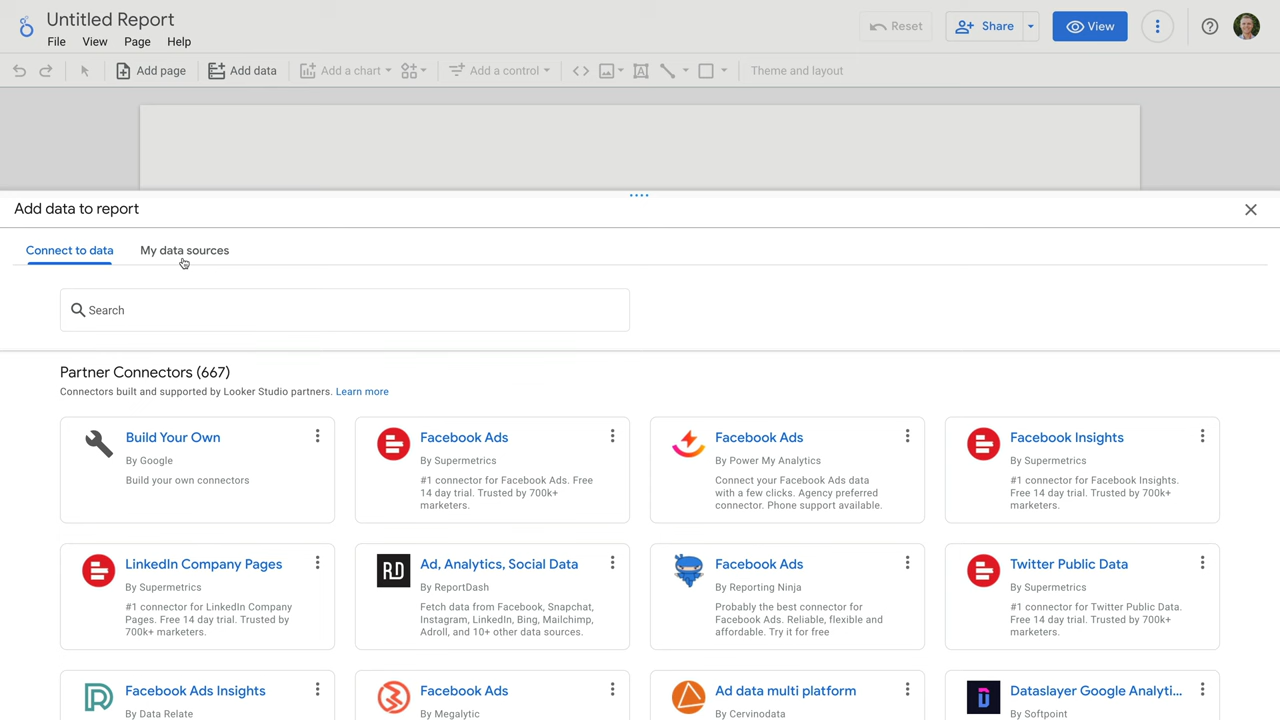 Untitled Report
File View Page Help
Reset Share View
Add page Add data Add a chart Add a control Theme and layout
Add data to report
Connect to data My data sources
Search
Partner Connectors (667)
Connectors built and supported by Looker Studio partners. Learn more
Build Your Own
By Google
Build your own connectors
Facebook Ads
By Supermetrics
#1 connector for Facebook Ads. Free
14 day trial. Trusted by 700k+
marketers.
Facebook Ads
By Power My Analytics
Connect your Facebook Ads data
with a few clicks. Agency preferred
connector. Phone support available.
Facebook Insights
By Supermetrics
#1 connector for Facebook Insights.
Free 14 day trial. Trusted by 700k+
marketers.
LinkedIn Company Pages
By Supermetrics
#1 connector for LinkedIn Company
Pages. Free 14 day trial. Trusted by
700k+ marketers.
RD
Ad, Analytics, Social Data
By ReportDash
Fetch data from Facebook, Snapchat,
Instagram, LinkedIn, Bing, Mailchimp,
Adroll, and 10+ other data sources.
Facebook Ads
By Reporting Ninja
Probably the best connector for
Facebook Ads. Reliable, flexible and
affordable. Try it for free
Twitter Public Data
By Supermetrics
#1 connector for Twitter Public Data.
Free 14 day trial. Trusted by 700k+
marketers.
Facebook Ads Insights
By Data Relate
Facebook Ads
By Megalytic
Ad data multi platform
By Cervinodata
Dataslayer Google Analyti...
By Softpoint